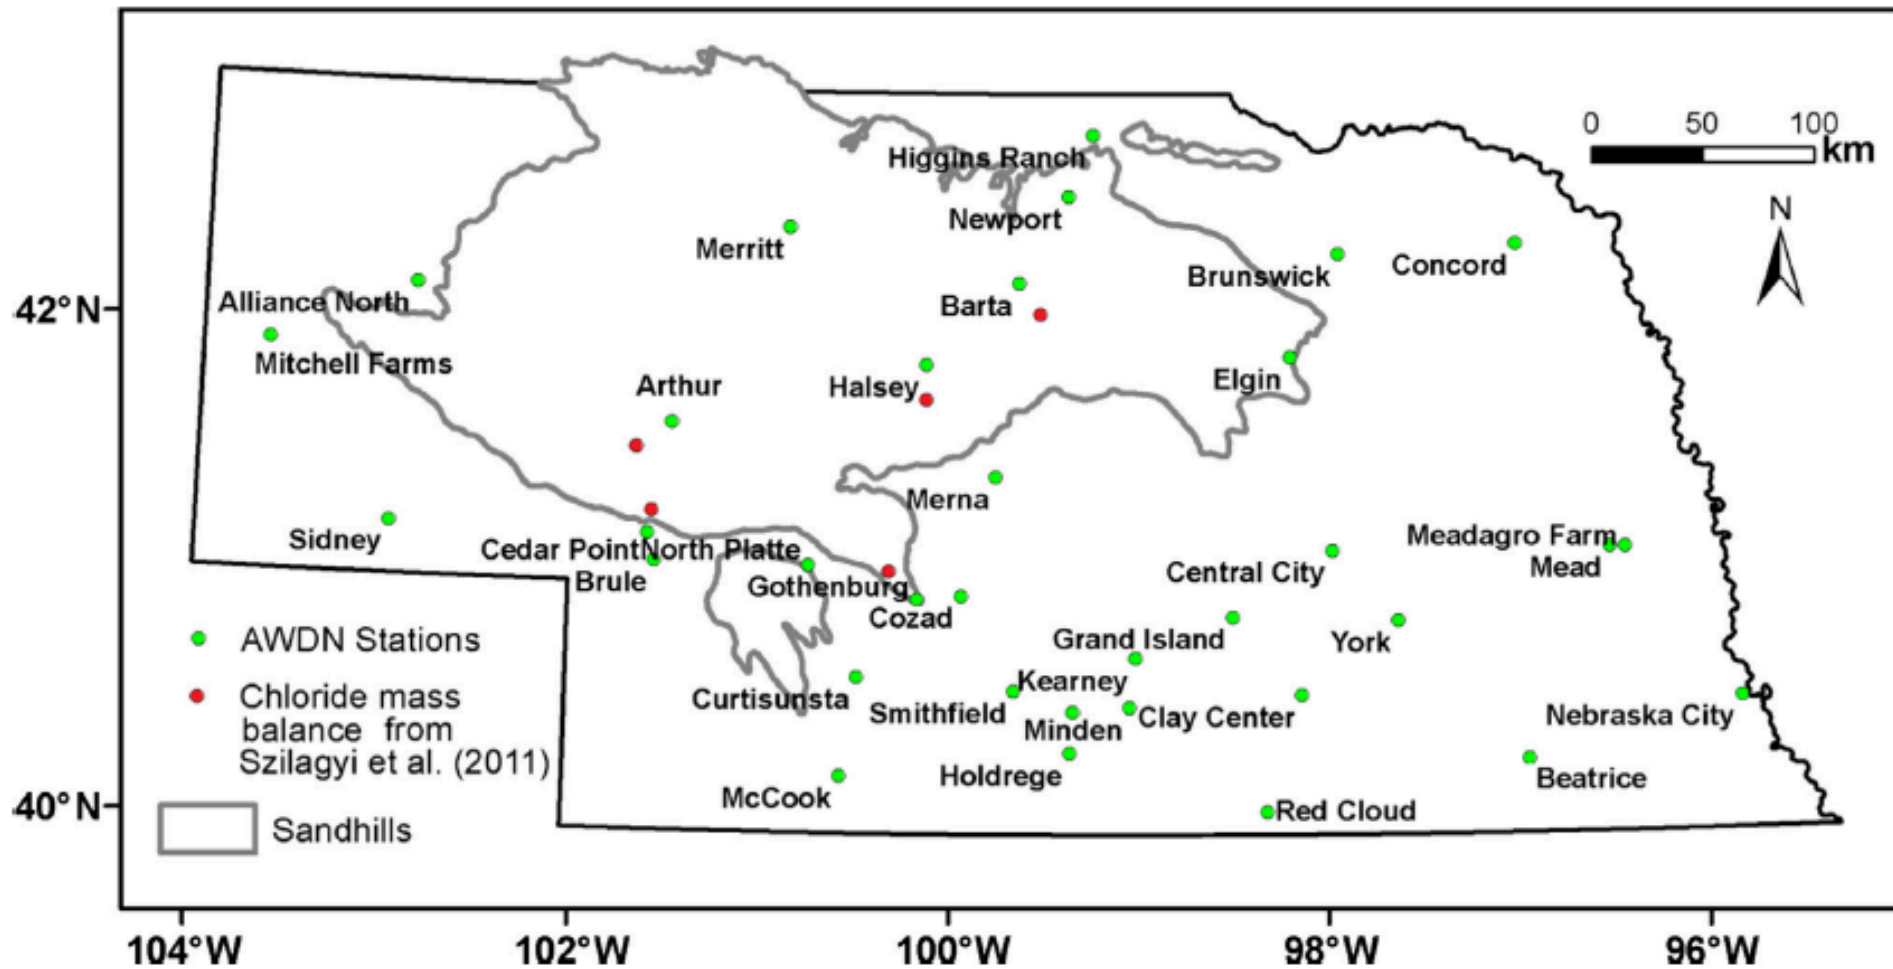 0 50 100
km
Higgins Ranch
N
Newport
Merritt
Brunswick
Concord
Alliance North
42°N
Barta
Mitchell Farms
Arthur
Halsey
Elgin
Merna
Sidney
Meadagro Farm
Cedar Point
North Platte
Mead
Central City
Brule
Gothenburg
Cozad
AWDN Stations
Grand Island
York
Kearney
Chloride mass
balance from
Szilagyi et al. (2011)
Curtisunsta
Smithfield
Clay Center
Nebraska City
Minden
Holdrege
Beatrice
McCook
40°N
Red Cloud
Sandhills
104°W 102°W 100°W 98°W 96°W